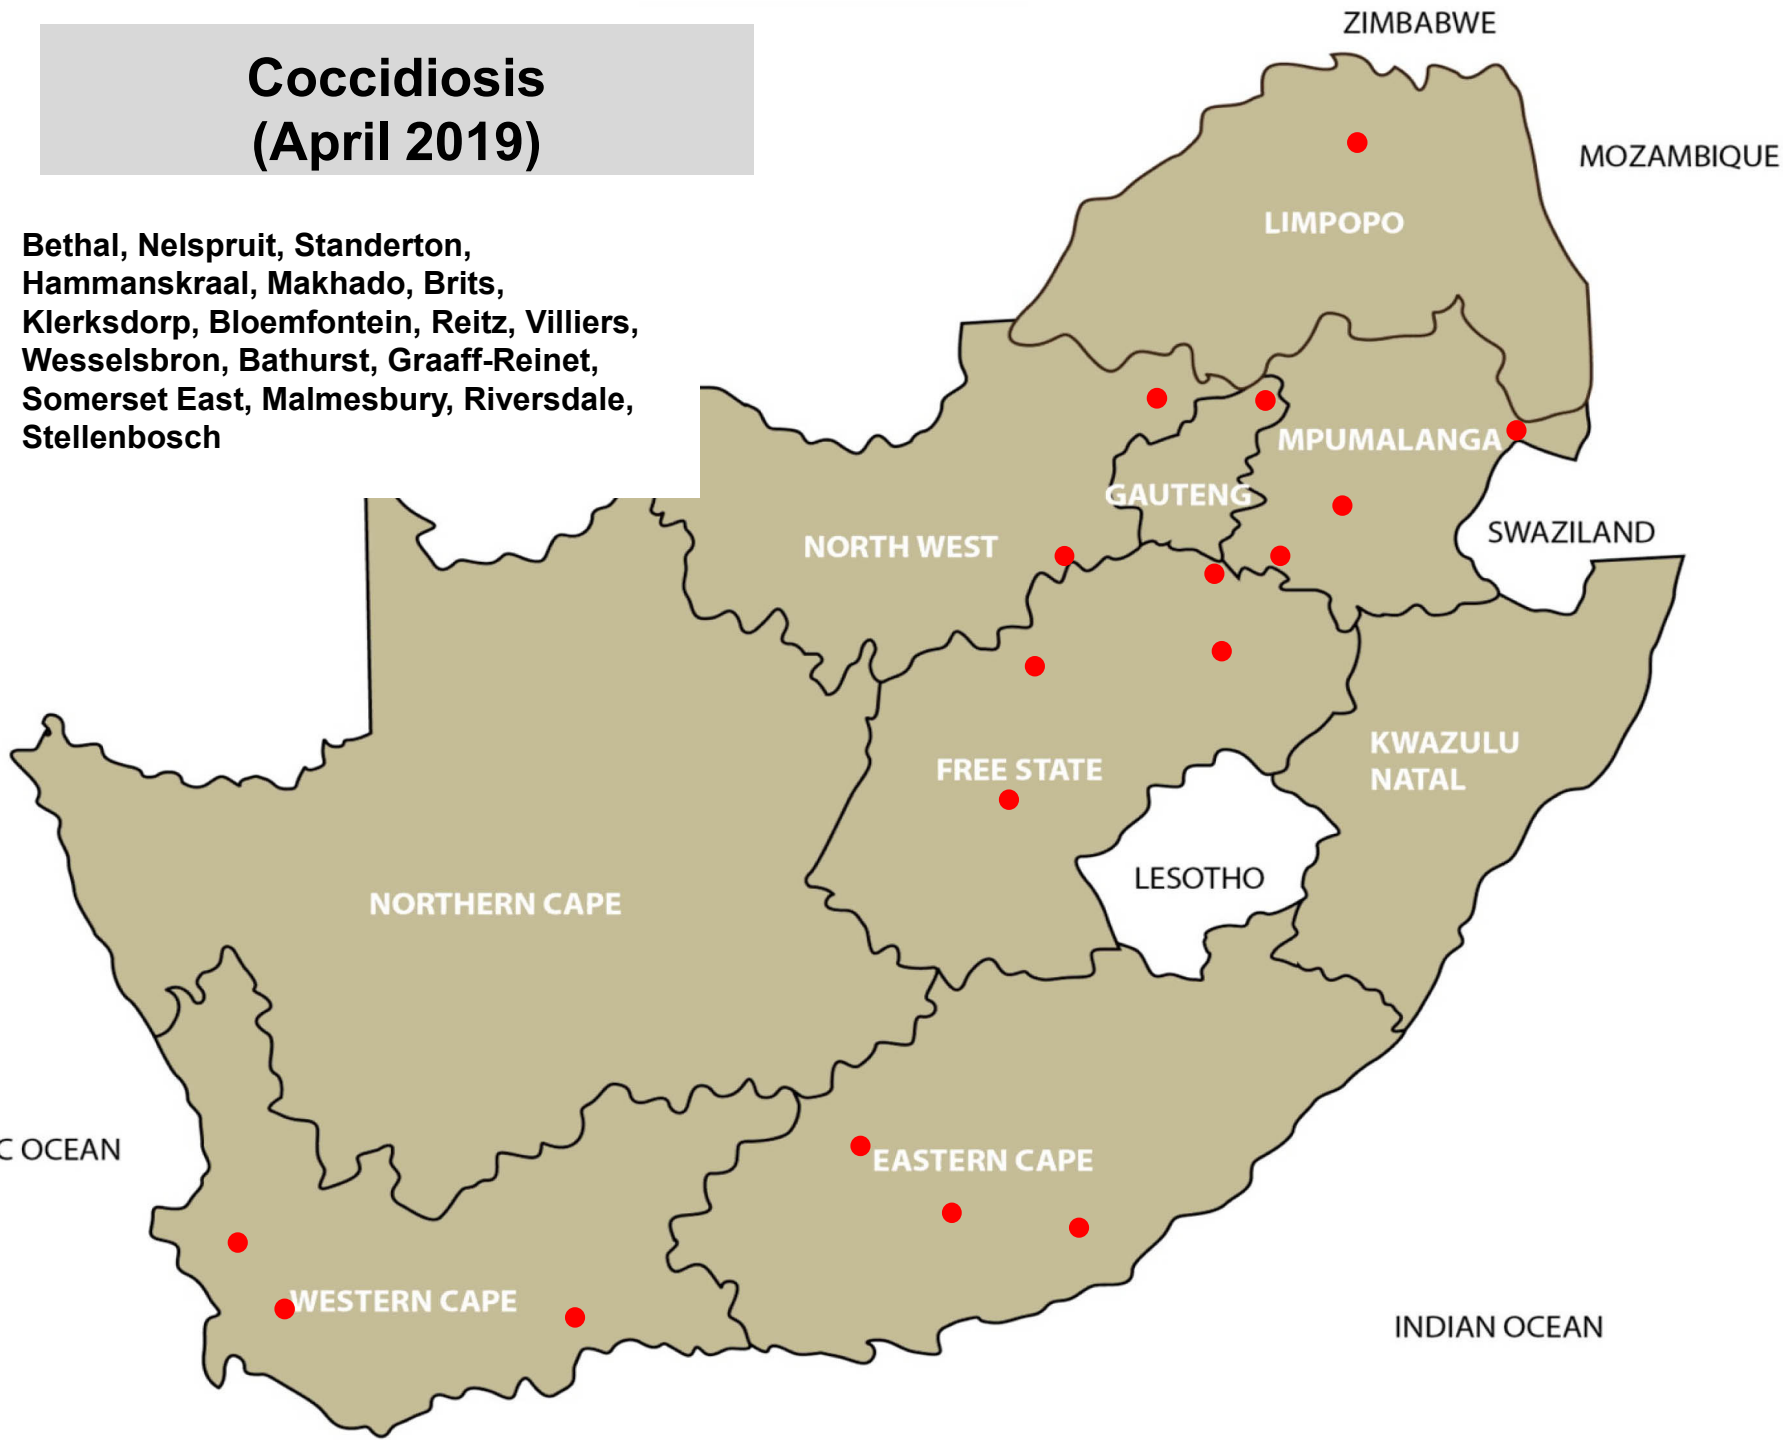 Coccidiosis
(April 2019)
Bethal, Nelspruit, Standerton,
Hammanskraal, Makhado, Brits,
Klerksdorp, Bloemfontein, Reitz, Villiers,
Wesselsbron, Bathurst, Graaff-Reinet,
Somerset East, Malmesbury, Riversdale,
Stellenbosch
ZIMBABWE
MOZAMBIQUE
LIMPOPO
MPUMALANGA
GAUTENG
SWAZILAND
NORTH WEST
KWAZULU
NATAL
FREE STATE
LESOTHO
NORTHERN CAPE
C OCEAN
EASTERN CAPE
WESTERN CAPE
INDIAN OCEAN